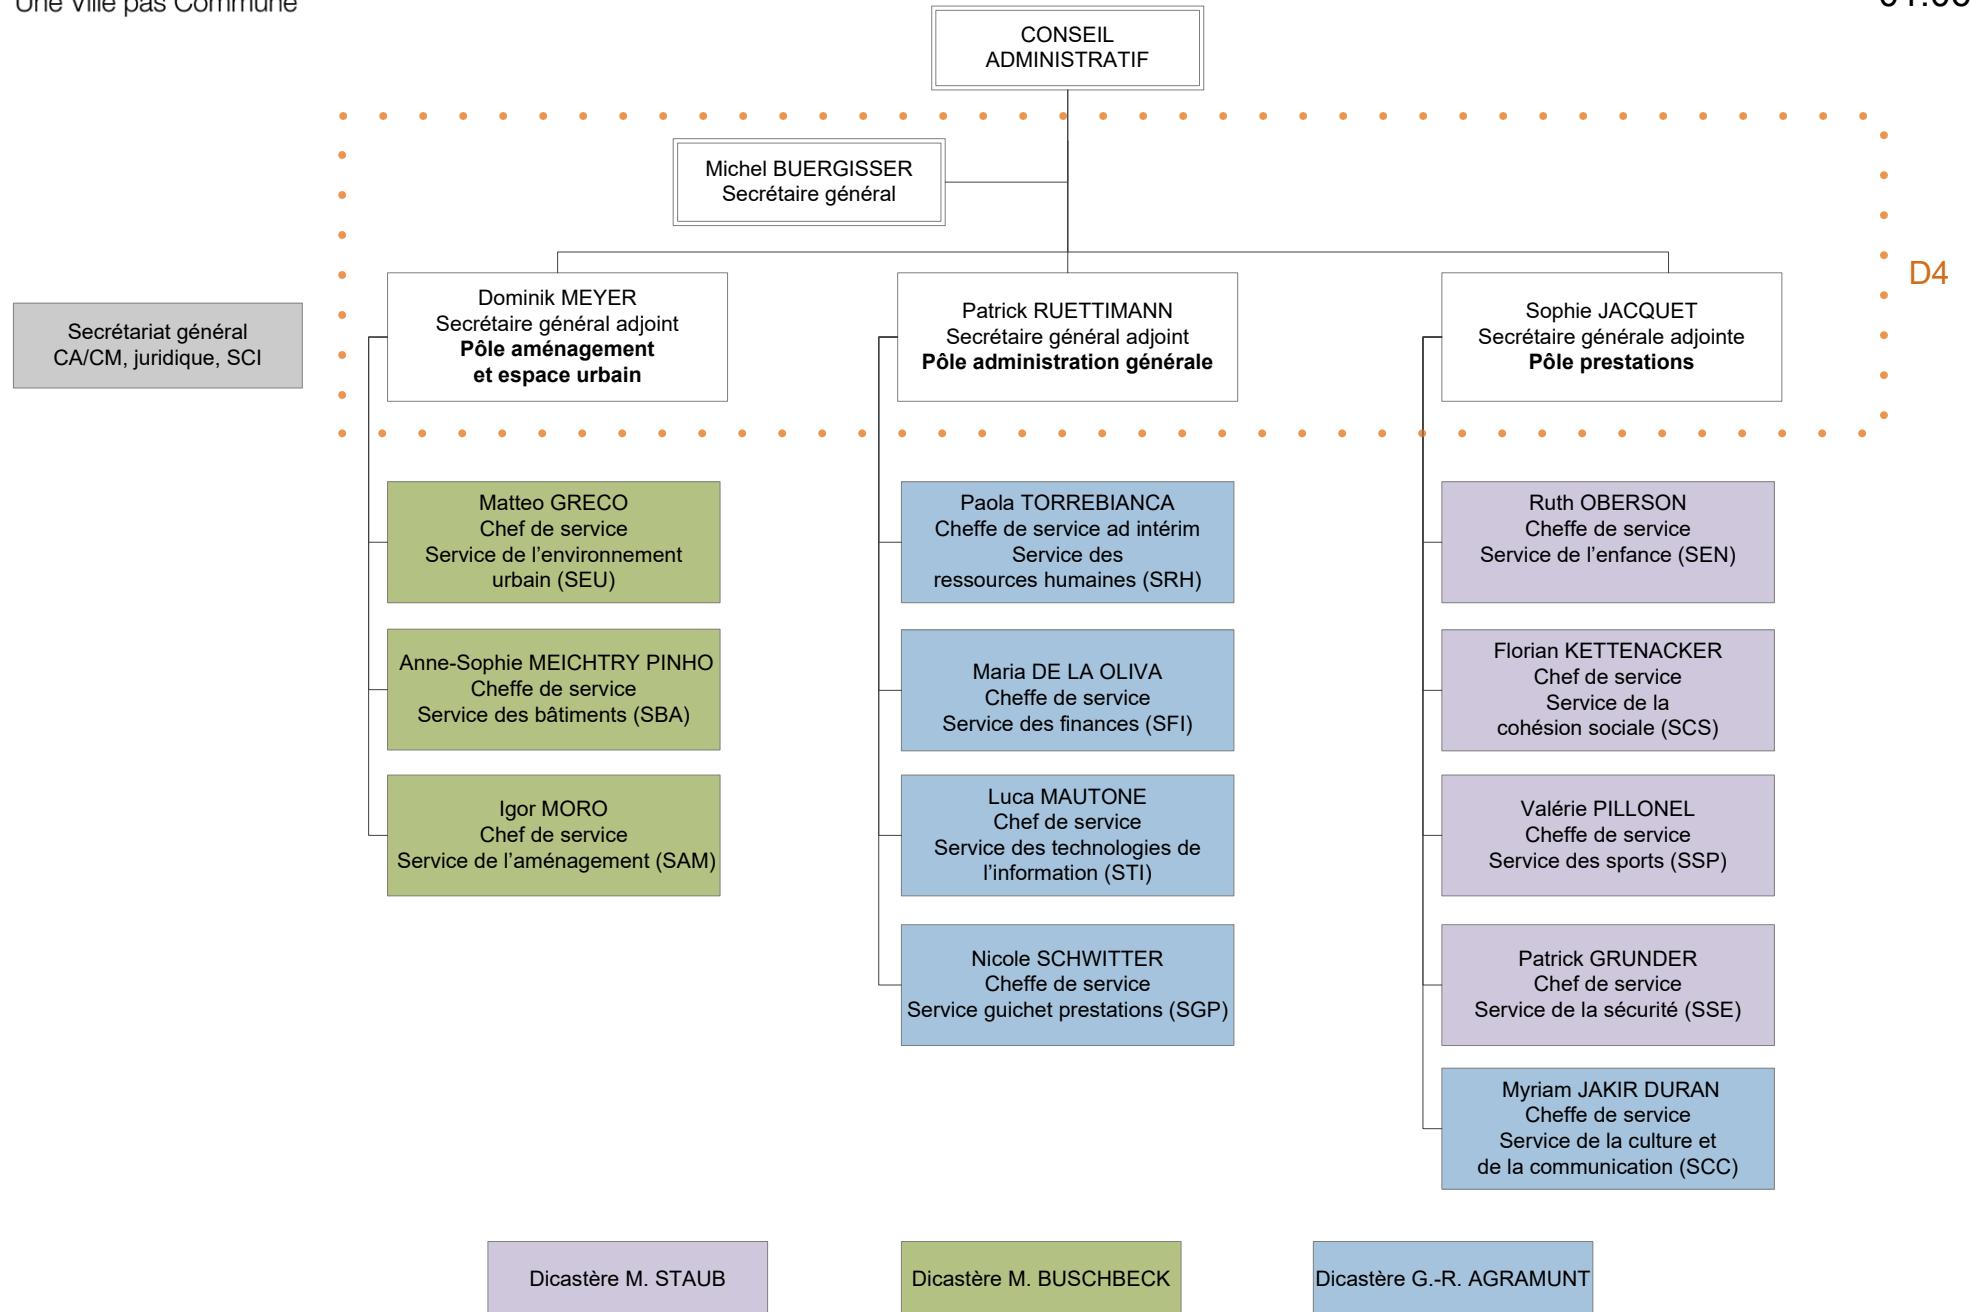 Une Ville pas Commune
CONSEIL
ADMINISTRATIF
Michel BUERGISSER
Secrétaire général
D4
Secrétariat général
CA/CM, juridique, SCI
Dominik MEYER
Secrétaire général adjoint
Pôle aménagement
et espace urbain
Patrick RUETTIMANN
Secrétaire général adjoint
Pôle administration générale
Sophie JACQUET
Secrétaire générale adjointe
Pôle prestations
Matteo GRECO
Chef de service
Service de l’environnement
urbain (SEU)
Anne-Sophie MEICHTRY PINHO
Cheffe de service
Service des bâtiments (SBA)
Igor MORO
Chef de service
Service de l’aménagement (SAM)
Paola TORREBIANCA
Cheffe de service ad intérim
Service des
ressources humaines (SRH)
Maria DE LA OLIVA
Cheffe de service
Service des finances (SFI)
Luca MAUTONE
Chef de service
Service des technologies de
l’information (STI)
Nicole SCHWITTER
Cheffe de service
Service guichet prestations (SGP)
Ruth OBERSON
Cheffe de service
Service de l’enfance (SEN)
Florian KETTENACKER
Chef de service
Service de la
cohésion sociale (SCS)
Valérie PILLONEL
Cheffe de service
Service des sports (SSP)
Patrick GRUNDER
Chef de service
Service de la sécurité (SSE)
Myriam JAKIR DURAN
Cheffe de service
Service de la culture et
de la communication (SCC)
Dicastère M. STAUB
Dicastère M. BUSCHBECK
Dicastère G.-R. AGRAMUNT